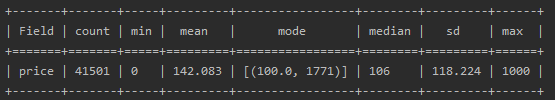 +-------+-------+-----+---------+-----------------+--------+---------+------+
| Field | count | min | mean | mode | median | sd | max |
+=======+=======+=====+=========+=================+========+=========+======+
| price | 41501 | 0 | 142.083 | [(100.0, 1771)] | 106 | 118.224 | 1000 |
+-------+-------+-----+---------+-----------------+--------+---------+------+